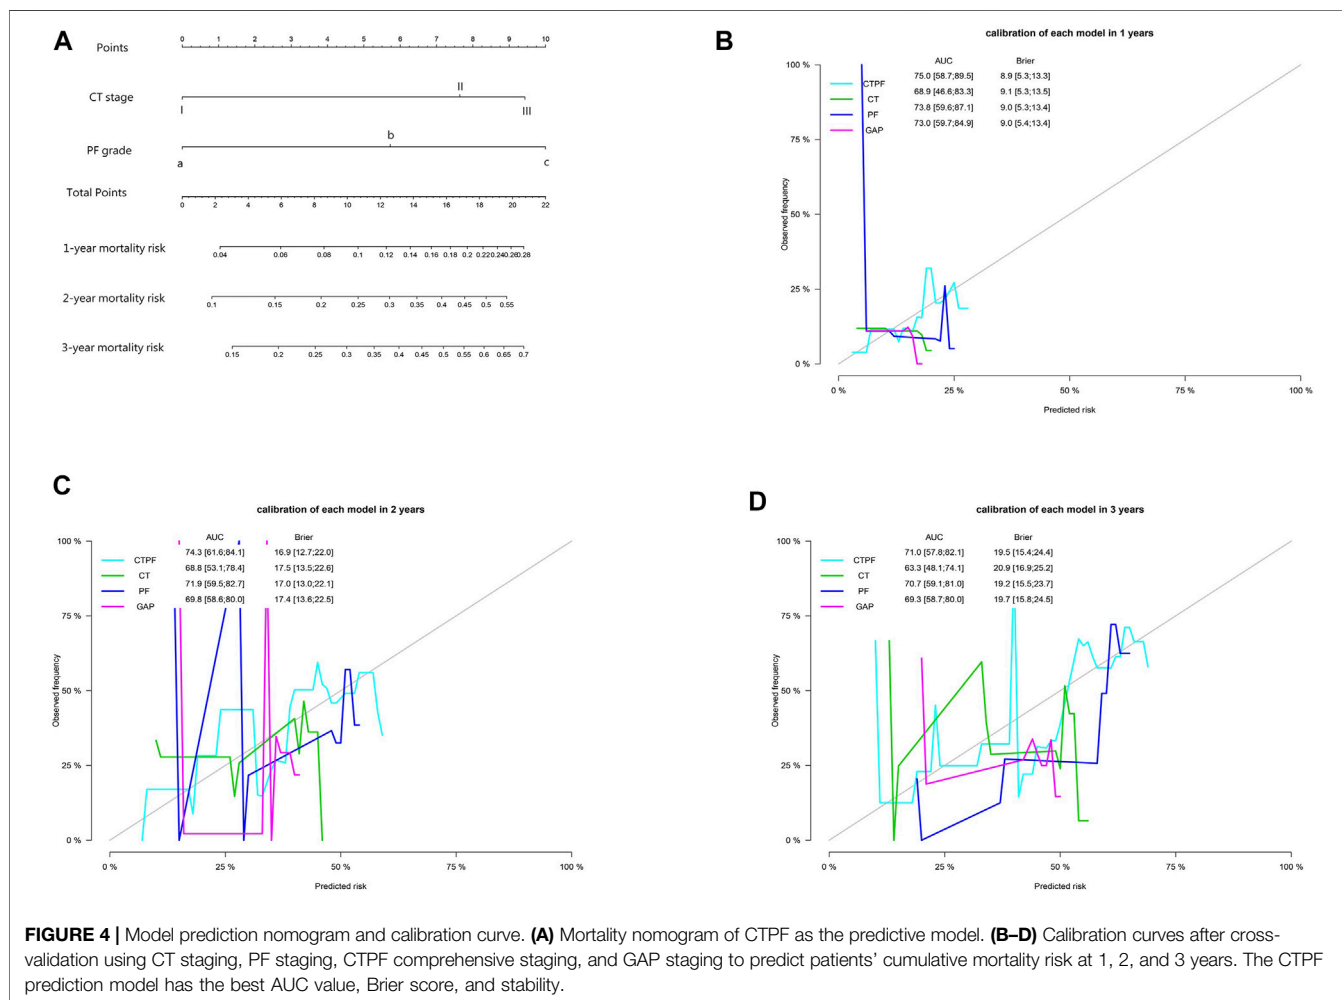 A
Points
0 1 2 3 4 5 6 7 8 9 10
CT stage
II
I III
PF grade
b
a c
Total Points
0 2 4 6 8 10 12 14 16 18 20 22
1-year mortality risk
0.04 0.06 0.08 0.1 0.12 0.14 0.16 0.18 0.2 0.22 0.24 0.26 0.28
2-year mortality risk
0.1 0.15 0.2 0.25 0.3 0.35 0.4 0.45 0.5 0.55
3-year mortality risk
0.15 0.2 0.25 0.3 0.35 0.4 0.45 0.5 0.55 0.6 0.65 0.7
B
calibration of each model in 1 years
AUC Brier
CTPF 75.0 [58.7;89.5] 8.9 [5.3;13.3]
CT 68.9 [46.6;83.3] 9.1 [5.3;13.5]
PF 73.8 [59.6;87.1] 9.0 [5.3;13.4]
GAP 73.0 [59.7;84.9] 9.0 [5.4;13.4]
100 %
75 %
50 %
25 %
0 %
Observed frequency
0 % 25 % 50 % 75 % 100 %
Predicted risk
C
calibration of each model in 2 years
AUC Brier
CTPF 74.3 [61.6;84.1] 16.9 [12.7;22.0]
CT 68.8 [53.1;78.4] 17.5 [13.5;22.6]
PF 71.9 [59.5;82.7] 17.0 [13.0;22.1]
GAP 69.8 [58.6;80.0] 17.4 [13.6;22.5]
100 %
75 %
50 %
25 %
0 %
Observed frequency
0 % 25 % 50 % 75 % 100 %
Predicted risk
D
calibration of each model in 3 years
AUC Brier
CTPF 71.0 [57.8;82.1] 19.5 [15.4;24.4]
CT 63.3 [48.1;74.1] 20.9 [16.9;25.2]
PF 70.7 [59.1;81.0] 19.2 [15.5;23.7]
GAP 69.3 [58.7;80.0] 19.7 [15.8;24.5]
100 %
75 %
50 %
25 %
0 %
Observed frequency
0 % 25 % 50 % 75 % 100 %
Predicted risk
FIGURE 4 | Model prediction nomogram and calibration curve. (A) Mortality nomogram of CTPF as the predictive model. (B–D) Calibration curves after cross-
validation using CT staging, PF staging, CTPF comprehensive staging, and GAP staging to predict patients' cumulative mortality risk at 1, 2, and 3 years. The CTPF
prediction model has the best AUC value, Brier score, and stability.